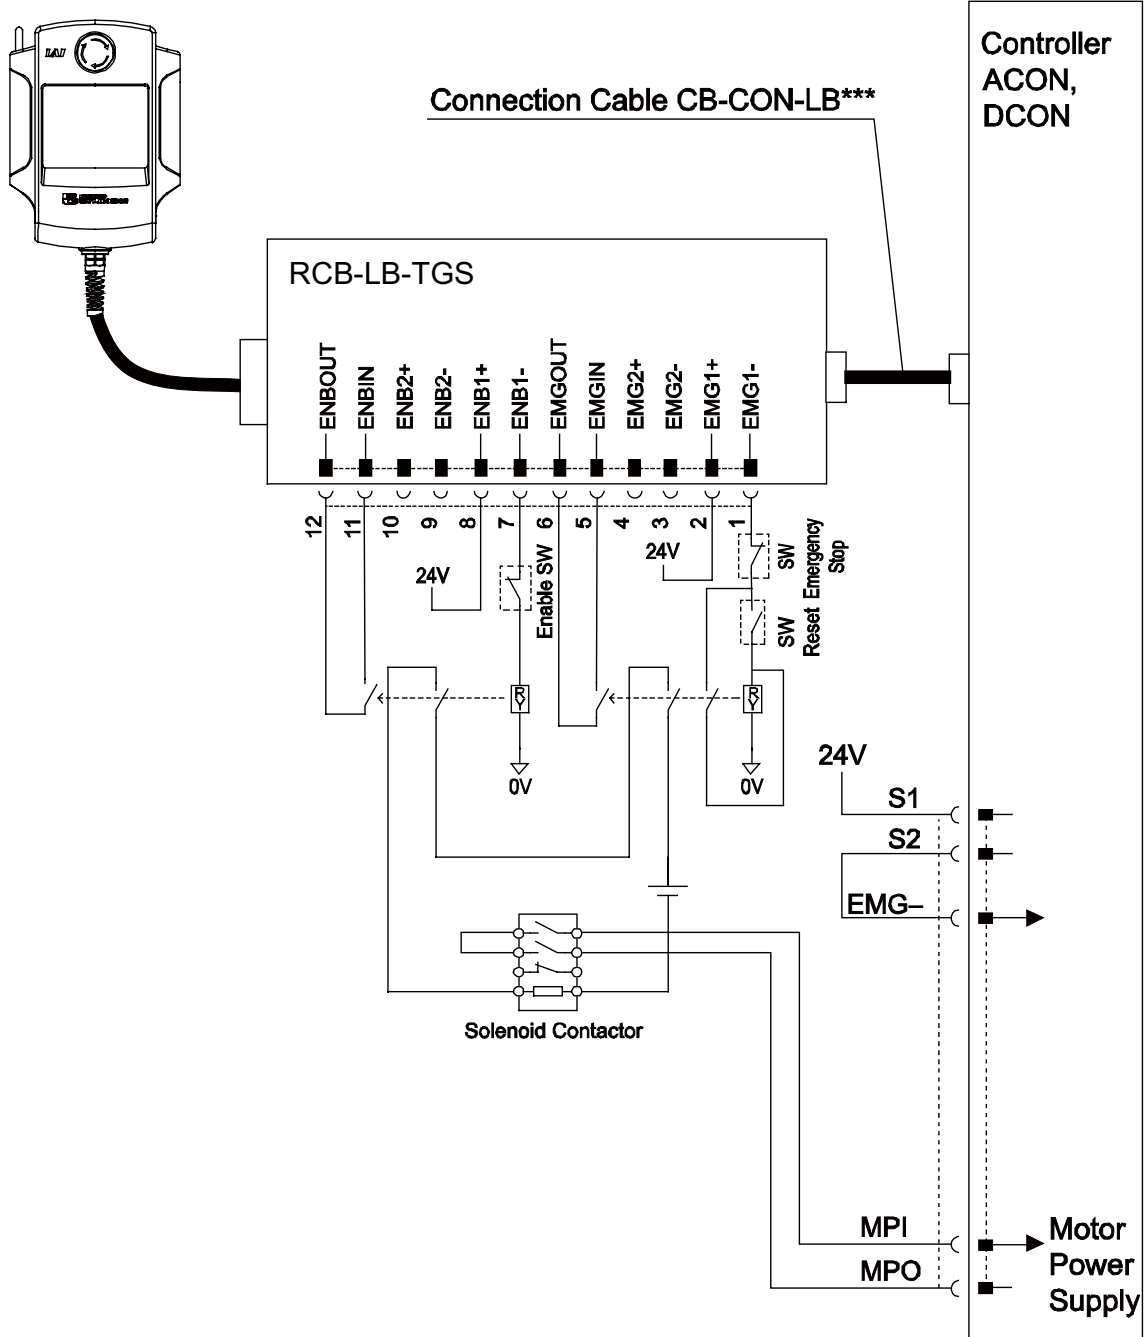 IAI
Controller
ACON,
DCON
Connection Cable CB-CON-LB***
RCB-LB-TGS
ENBOUT
ENBIN
ENB2+
ENB2-
ENB1+
ENB1-
EMGOUT
EMGIN
EMG2+
EMG2-
EMG1+
EMG1-
12
11
10
9
8
7
6
5
4
3
2
1
24V
Enable SW
24V
Emergency
Stop
SW
Reset
SW
RY
RY
0V
0V
24V
S1
S2
EMG–
Solenoid Contactor
MPI
MPO
Motor
Power
Supply